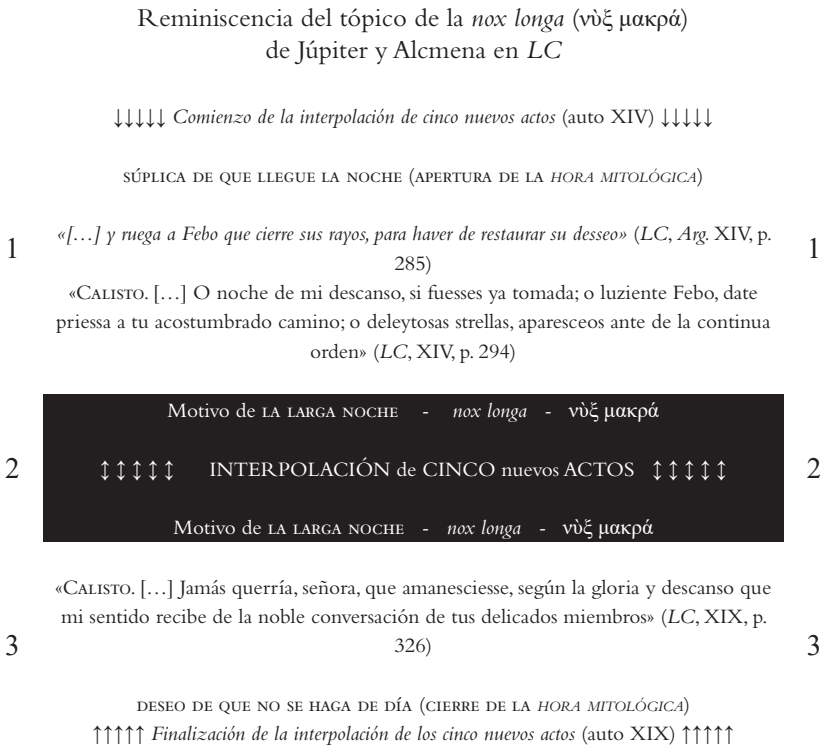 Reminiscencia del tópico de la nox longa (νὺξ μακρά)
de Júpiter y Alcmena en LC
↓↓↓↓↓ Comienzo de la interpolación de cinco nuevos actos (auto XIV) ↓↓↓↓↓
SÚPLICA DE QUE LLEGUE LA NOCHE (APERTURA DE LA HORA MITOLÓGICA)
1 «[…] y ruega a Febo que cierre sus rayos, para haver de restaurar su desseo» (LC, Arg. XIV, p. 1
285)
«CALISTO. […] O noche de mi descanso, si fuesses ya tomada; o luziente Febo, date
priessa a tu acostumbrado camino; o deleytosas strellas, aparesceos ante de la continua
orden» (LC, XIV, p. 294)
Motivo de LA LARGA NOCHE - nox longa - νὺξ μακρά
2 ↕ ↕ ↕ ↕ ↕ INTERPOLACIÓN de CINCO nuevos ACTOS ↕ ↕ ↕ ↕ ↕ 2
Motivo de LA LARGA NOCHE - nox longa - νὺξ μακρά
«CALISTO. […] Jamás querría, señora, que amanesciesse, según la gloria y descanso que
mi sentido recibe de la noble conversación de tus delicados miembros» (LC, XIX, p.
3 326) 3
DESEO DE QUE NO SE HAGA DE DÍA (CIERRE DE LA HORA MITOLÓGICA)
↑↑↑↑↑ Finalización de la interpolación de los cinco nuevos actos (auto XIX) ↑↑↑↑↑